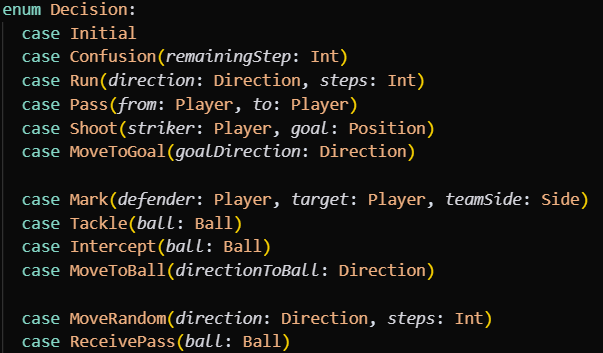 enum Decision:
  case Initial
  case Confusion(remainingStep: Int)
  case Run(direction: Direction, steps: Int)
  case Pass(from: Player, to: Player)
  case Shoot(striker: Player, goal: Position)
  case MoveToGoal(goalDirection: Direction)

  case Mark(defender: Player, target: Player, teamSide: Side)
  case Tackle(ball: Ball)
  case Intercept(ball: Ball)
  case MoveToBall(directionToBall: Direction)

  case MoveRandom(direction: Direction, steps: Int)
  case ReceivePass(ball: Ball)